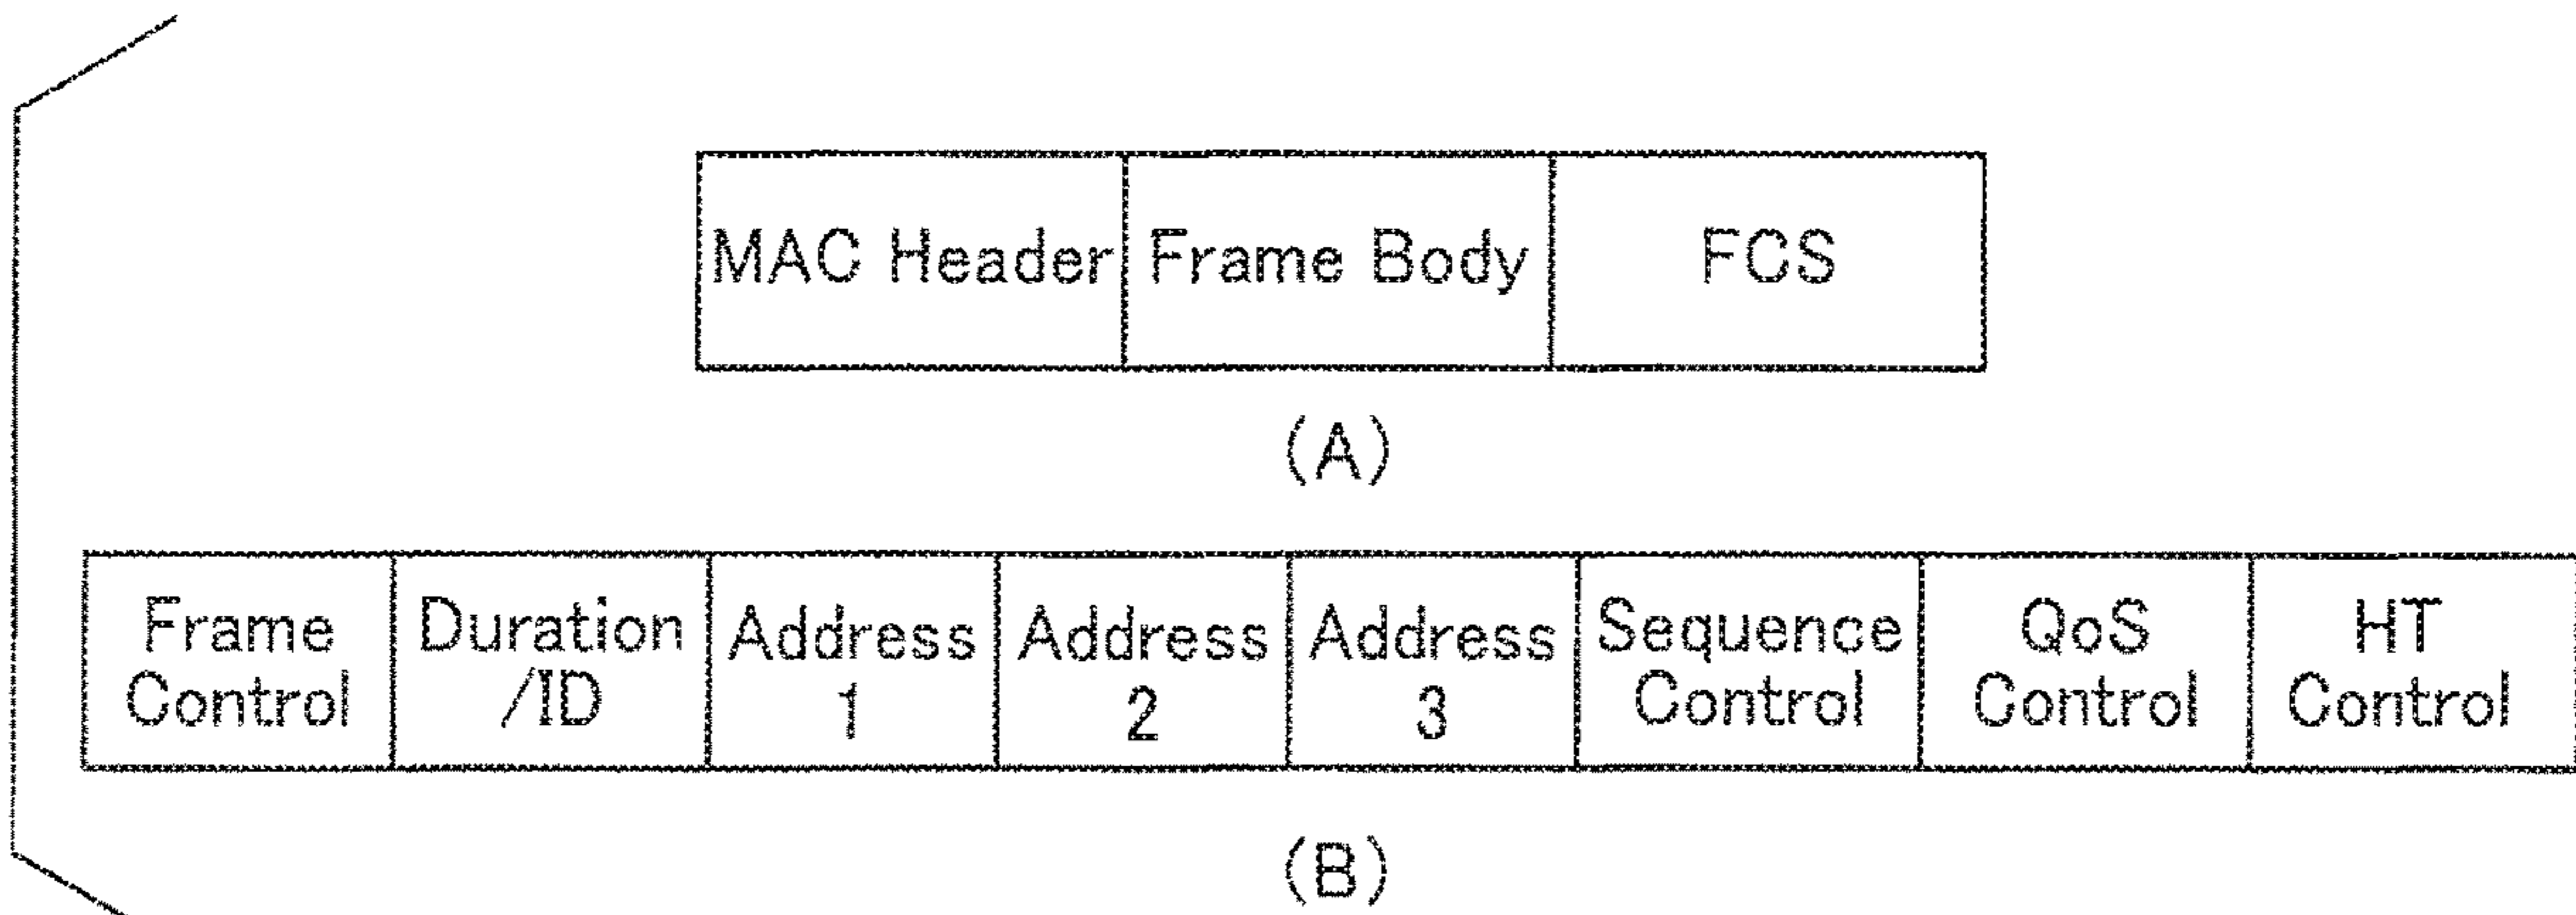 MAC Header Frame Body FCS
(A)
Frame Control
Duration /ID
Address 1
Address 2
Address 3
Sequence Control
QoS Control
HT Control
(B)